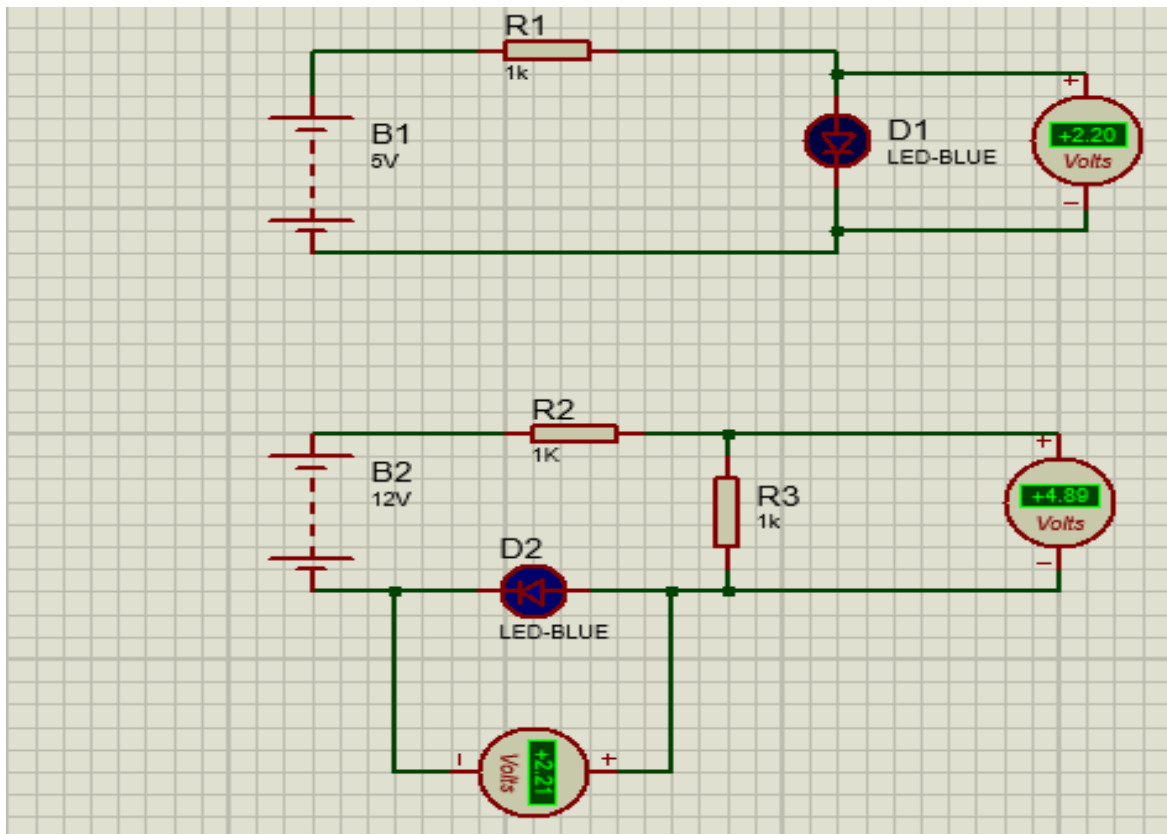 R1
1k
B1
5V
D1
LED-BLUE
+
+2.20
Volts
−
R2
1K
B2
12V
R3
1k
+
+4.89
Volts
−
D2
LED-BLUE
−
+2.21
Volts
+